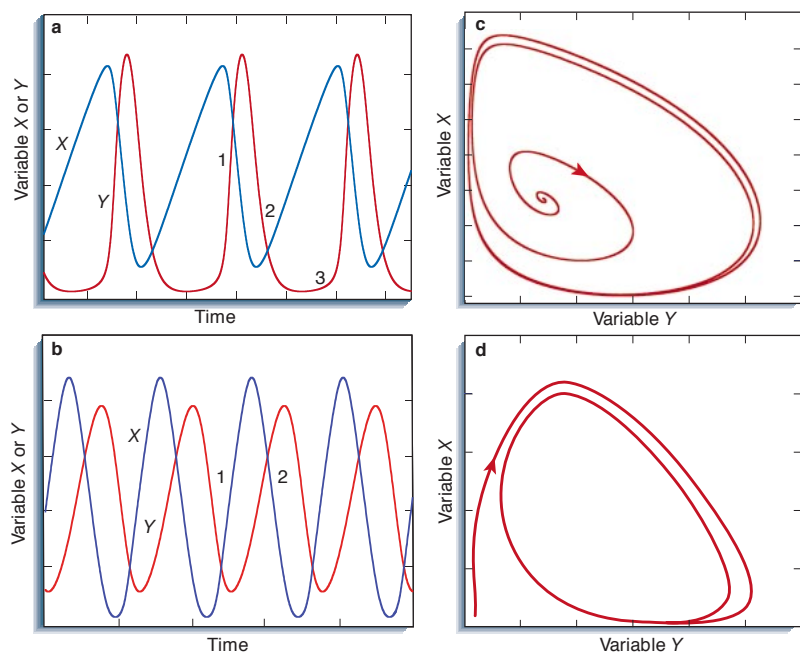 a
Variable X or Y
X
Y
1
2
3
Time
b
Variable X or Y
X
Y
1
2
Time
c
Variable X
Variable Y
d
Variable X
Variable Y